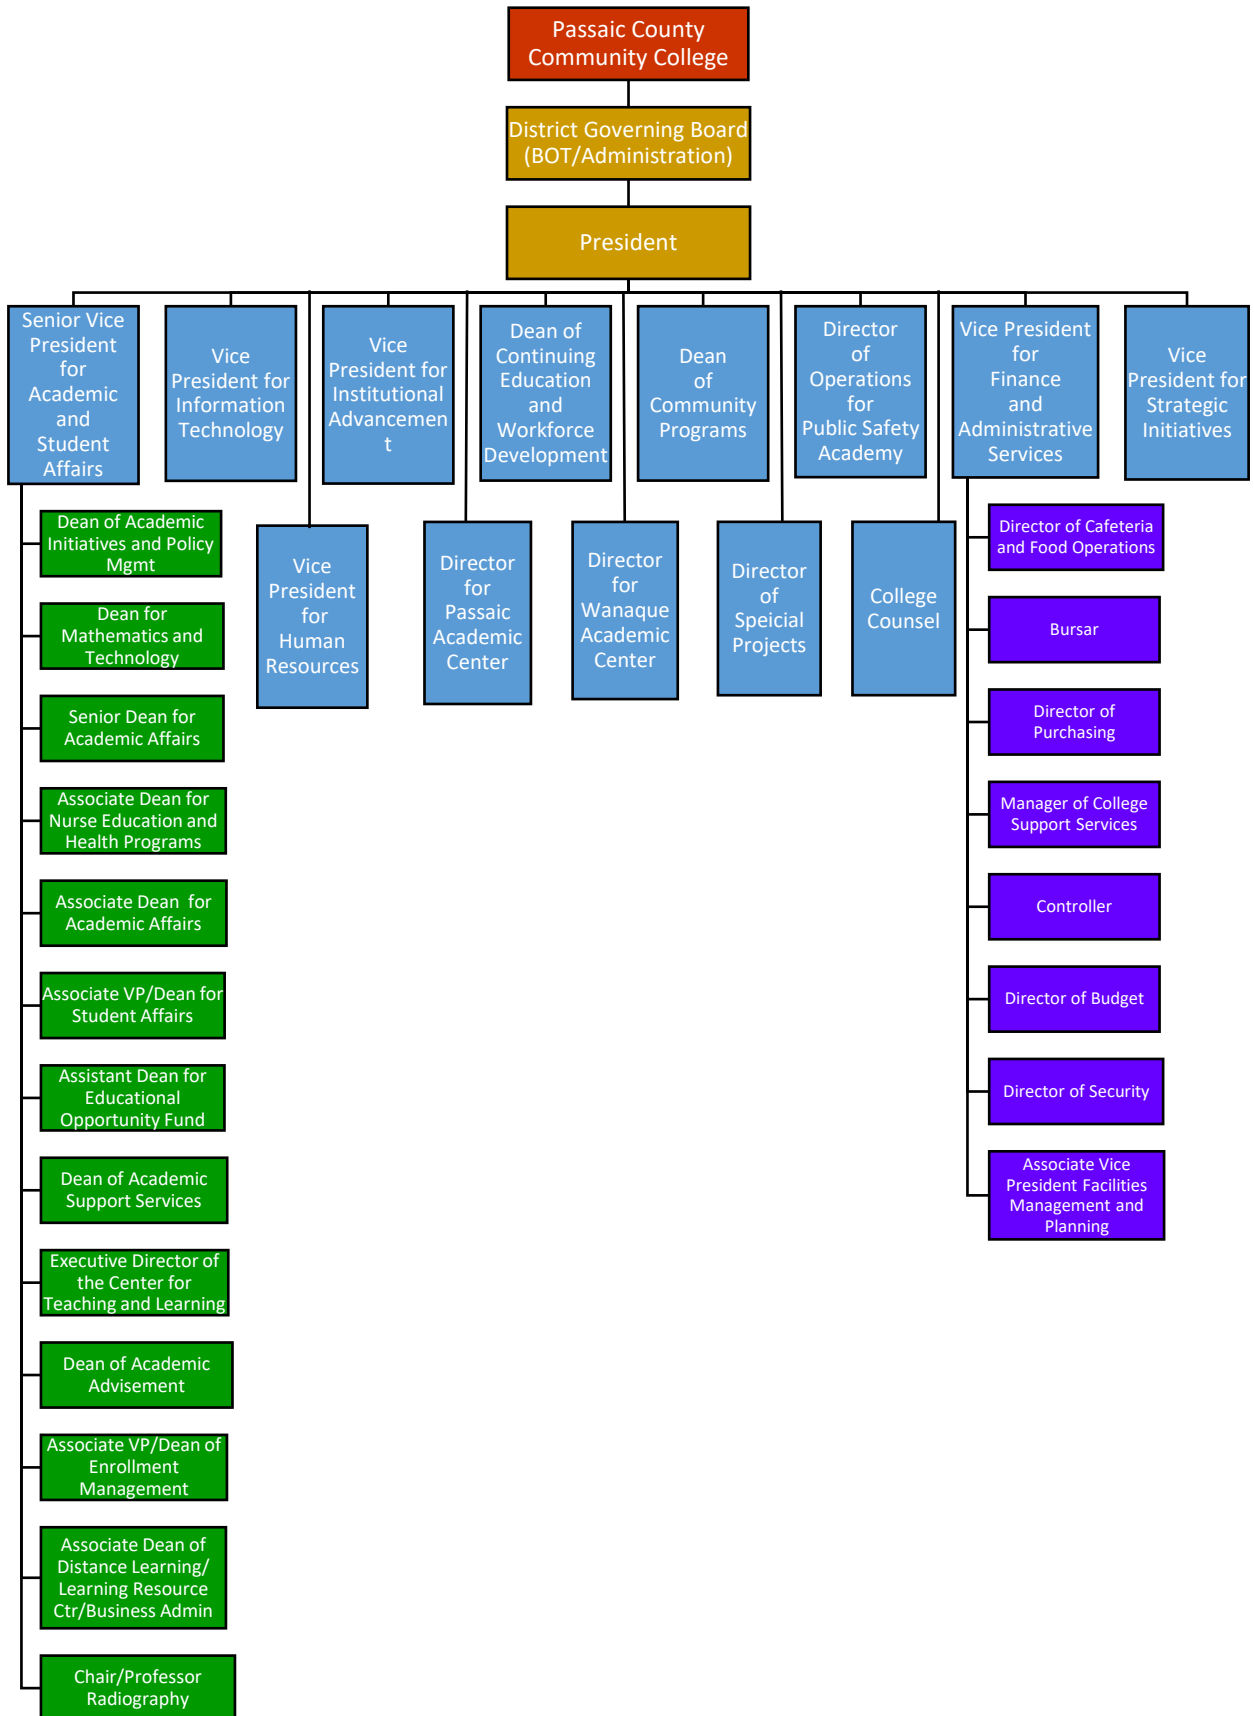 Passaic County
Community College
District Governing Board
(BOT/Administration)
President
Senior Vice
President
for
Academic
and
Student
Affairs
Vice
President for
Information
Technology
Vice
President for
Institutional
Advancemen
t
Dean of
Continuing
Education
and
Workforce
Development
Dean
of
Community
Programs
Director
of
Operations
for
Public Safety
Academy
Vice President
for
Finance
and
Administrative
Services
Vice
President for
Strategic
Initiatives
Vice
President
for
Human
Resources
Director
for
Passaic
Academic
Center
Director
for
Wanaque
Academic
Center
Director
of
Speicial
Projects
College
Counsel
Dean of Academic
Initiatives and Policy
Mgmt
Dean for
Mathematics and
Technology
Senior Dean for
Academic Affairs
Associate Dean for
Nurse Education and
Health Programs
Associate Dean  for
Academic Affairs
Associate VP/Dean for
Student Affairs
Assistant Dean for
Educational
Opportunity Fund
Dean of Academic
Support Services
Executive Director of
the Center for
Teaching and Learning
Dean of Academic
Advisement
Associate VP/Dean of
Enrollment
Management
Associate Dean of
Distance Learning/
Learning Resource
Ctr/Business Admin
Chair/Professor
Radiography
Director of Cafeteria
and Food Operations
Bursar
Director of
Purchasing
Manager of College
Support Services
Controller
Director of Budget
Director of Security
Associate Vice
President Facilities
Management and
Planning